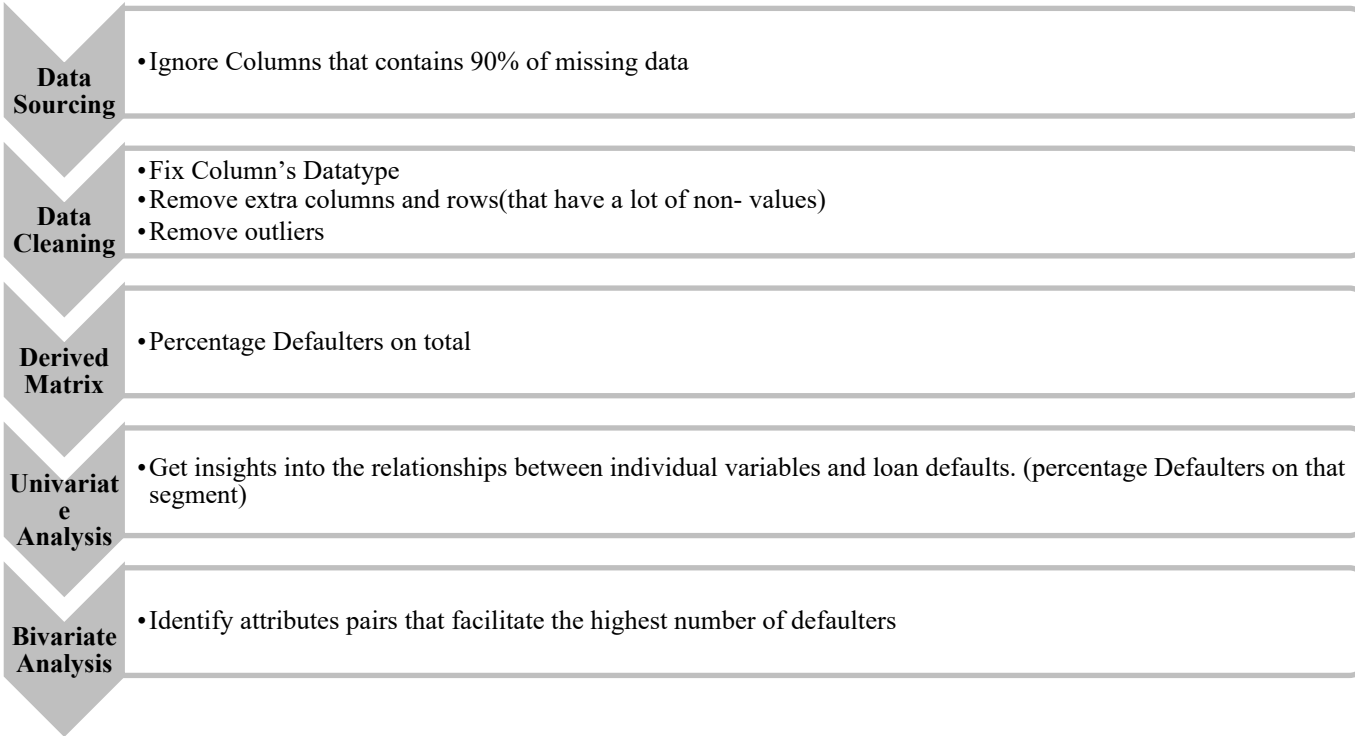 Data
Sourcing
•Ignore Columns that contains 90% of missing data
Data
Cleaning
•Fix Column’s Datatype
•Remove extra columns and rows(that have a lot of non- values)
•Remove outliers
Derived
Matrix
•Percentage Defaulters on total
Univariat
e
Analysis
•Get insights into the relationships between individual variables and loan defaults. (percentage Defaulters on that
segment)
Bivariate
Analysis
•Identify attributes pairs that facilitate the highest number of defaulters